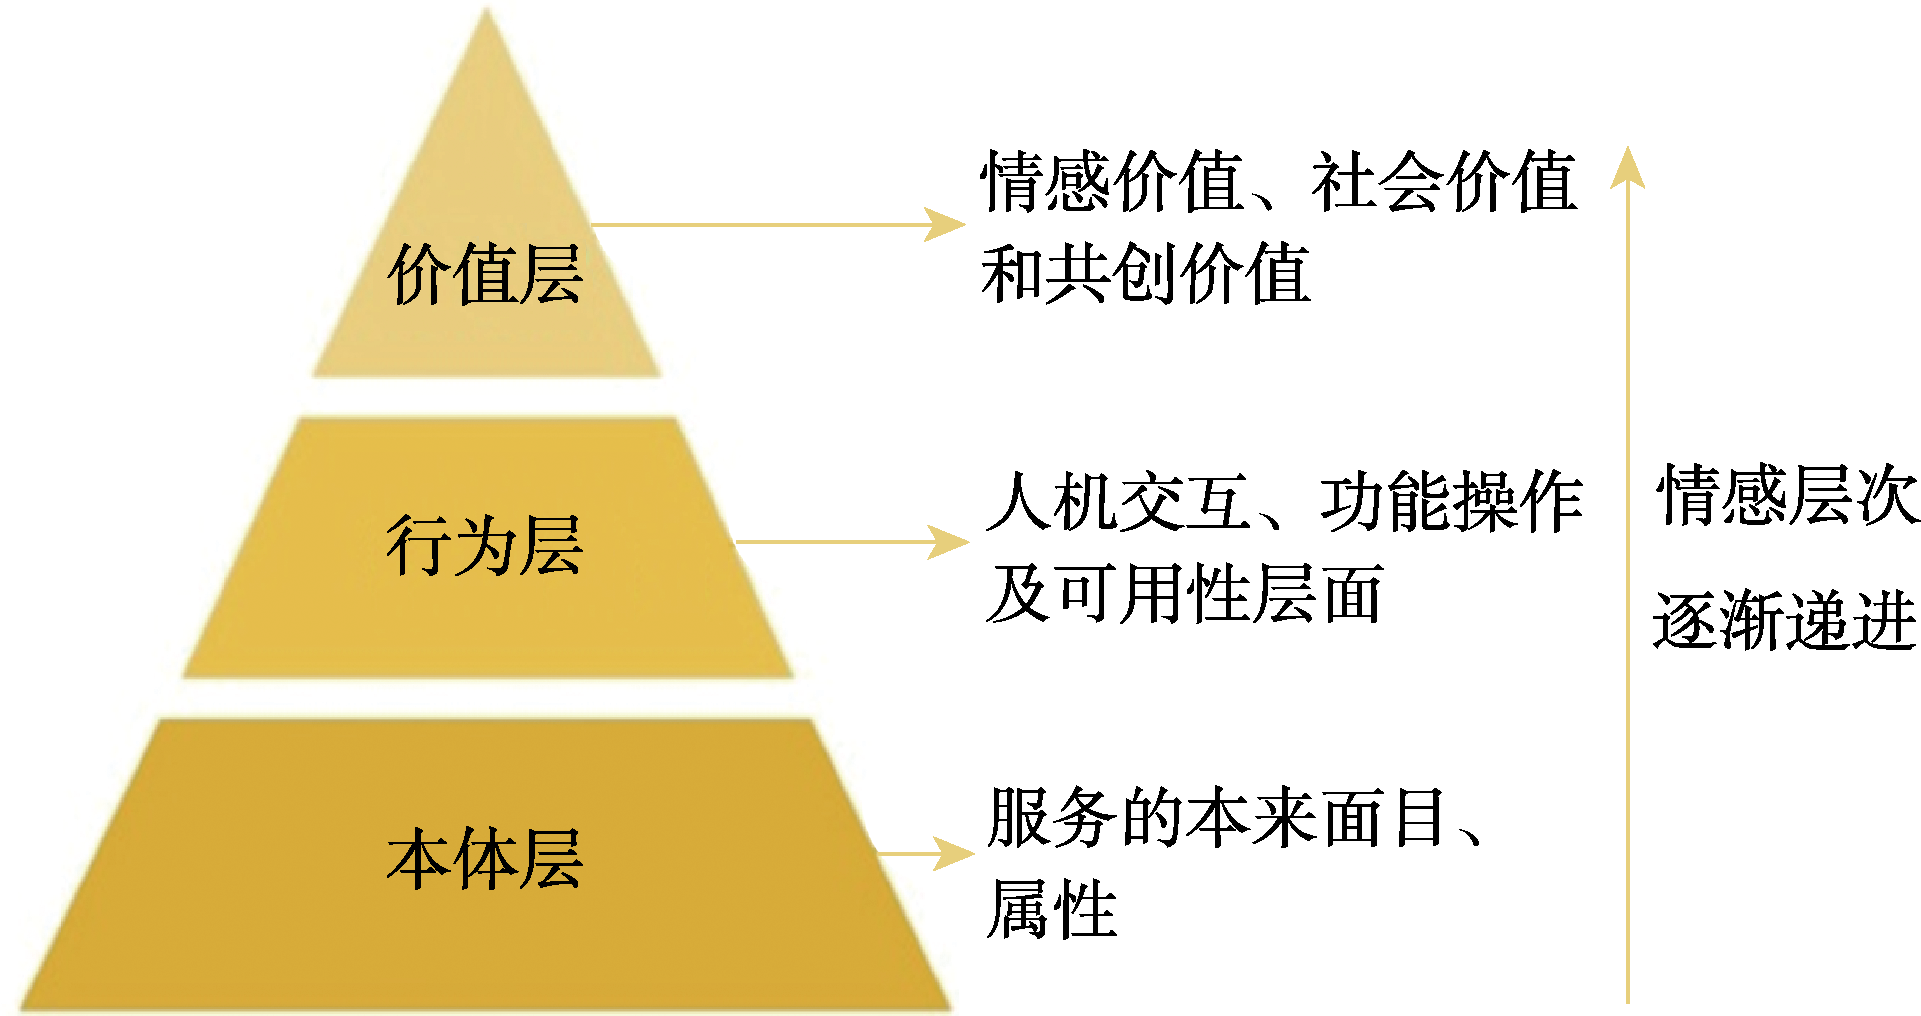 价值层
情感价值、社会价值
和共创价值
行为层
人机交互、功能操作
及可用性层面
本体层
服务的本来面目、
属性
情感层次
逐渐递进